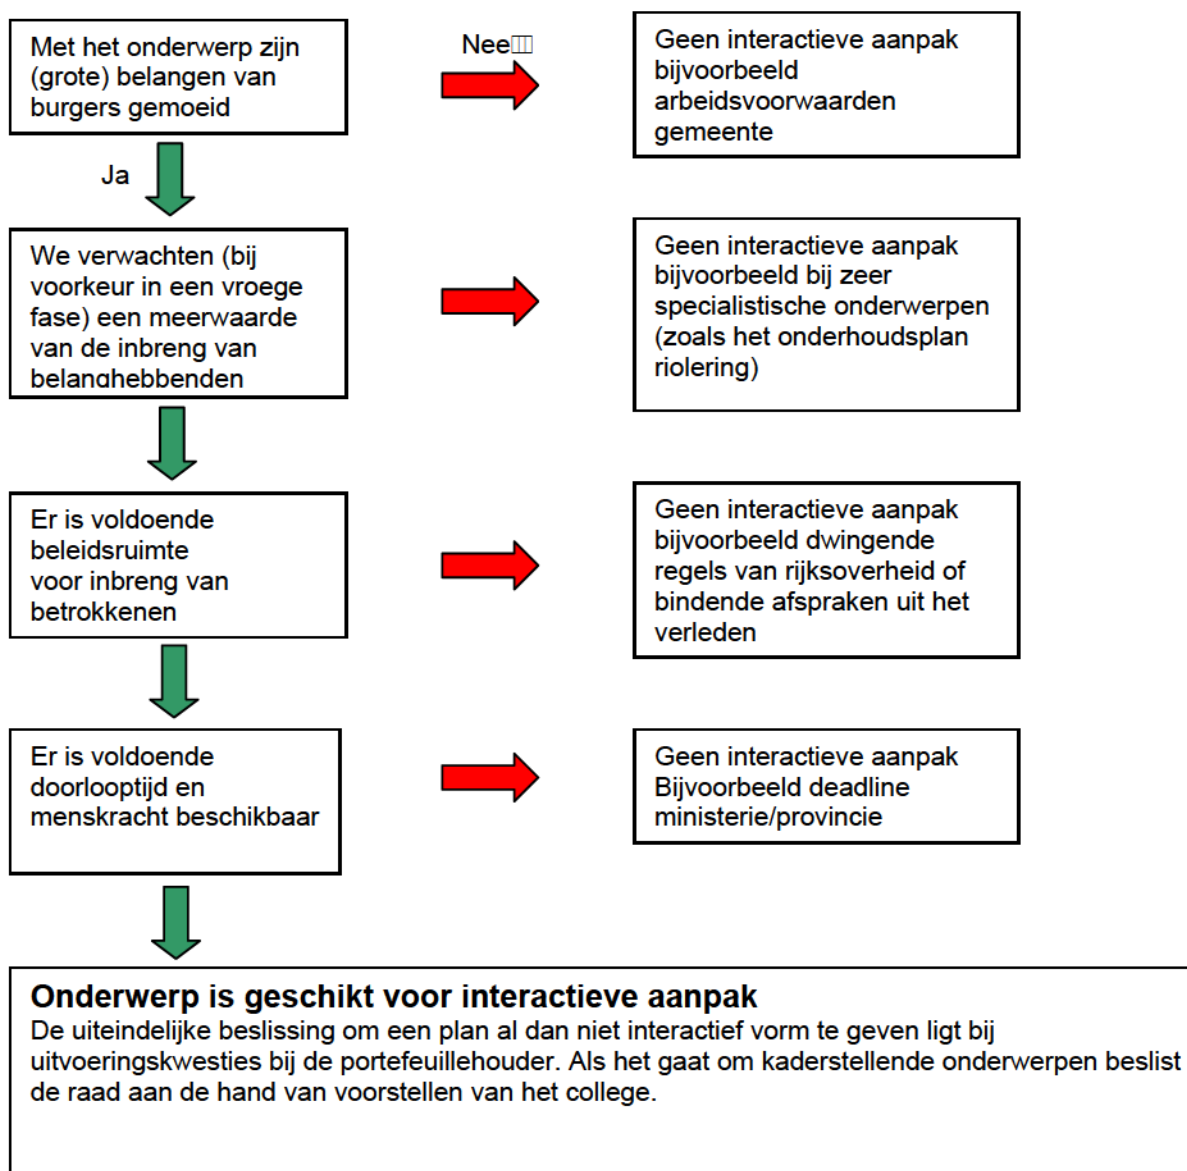 Met het onderwerp zijn
(grote) belangen van
burgers gemoeid
Nee
Geen interactieve aanpak
bijvoorbeeld
arbeidsvoorwaarden
gemeente
Ja
We verwachten (bij
voorkeur in een vroege
fase) een meerwaarde
van de inbreng van
belanghebbenden
Geen interactieve aanpak
bijvoorbeeld bij zeer
specialistische onderwerpen
(zoals het onderhoudsplan
riolering)
Er is voldoende
beleidsruimte
voor inbreng van
betrokkenen
Geen interactieve aanpak
bijvoorbeeld dwingende
regels van rijksoverheid of
bindende afspraken uit het
verleden
Er is voldoende
doorlooptijd en
menskracht beschikbaar
Geen interactieve aanpak
Bijvoorbeeld deadline
ministerie/provincie
Onderwerp is geschikt voor interactieve aanpak
De uiteindelijke beslissing om een plan al dan niet interactief vorm te geven ligt bij
uitvoeringskwesties bij de portefeuillehouder. Als het gaat om kaderstellende onderwerpen beslist
de raad aan de hand van voorstellen van het college.